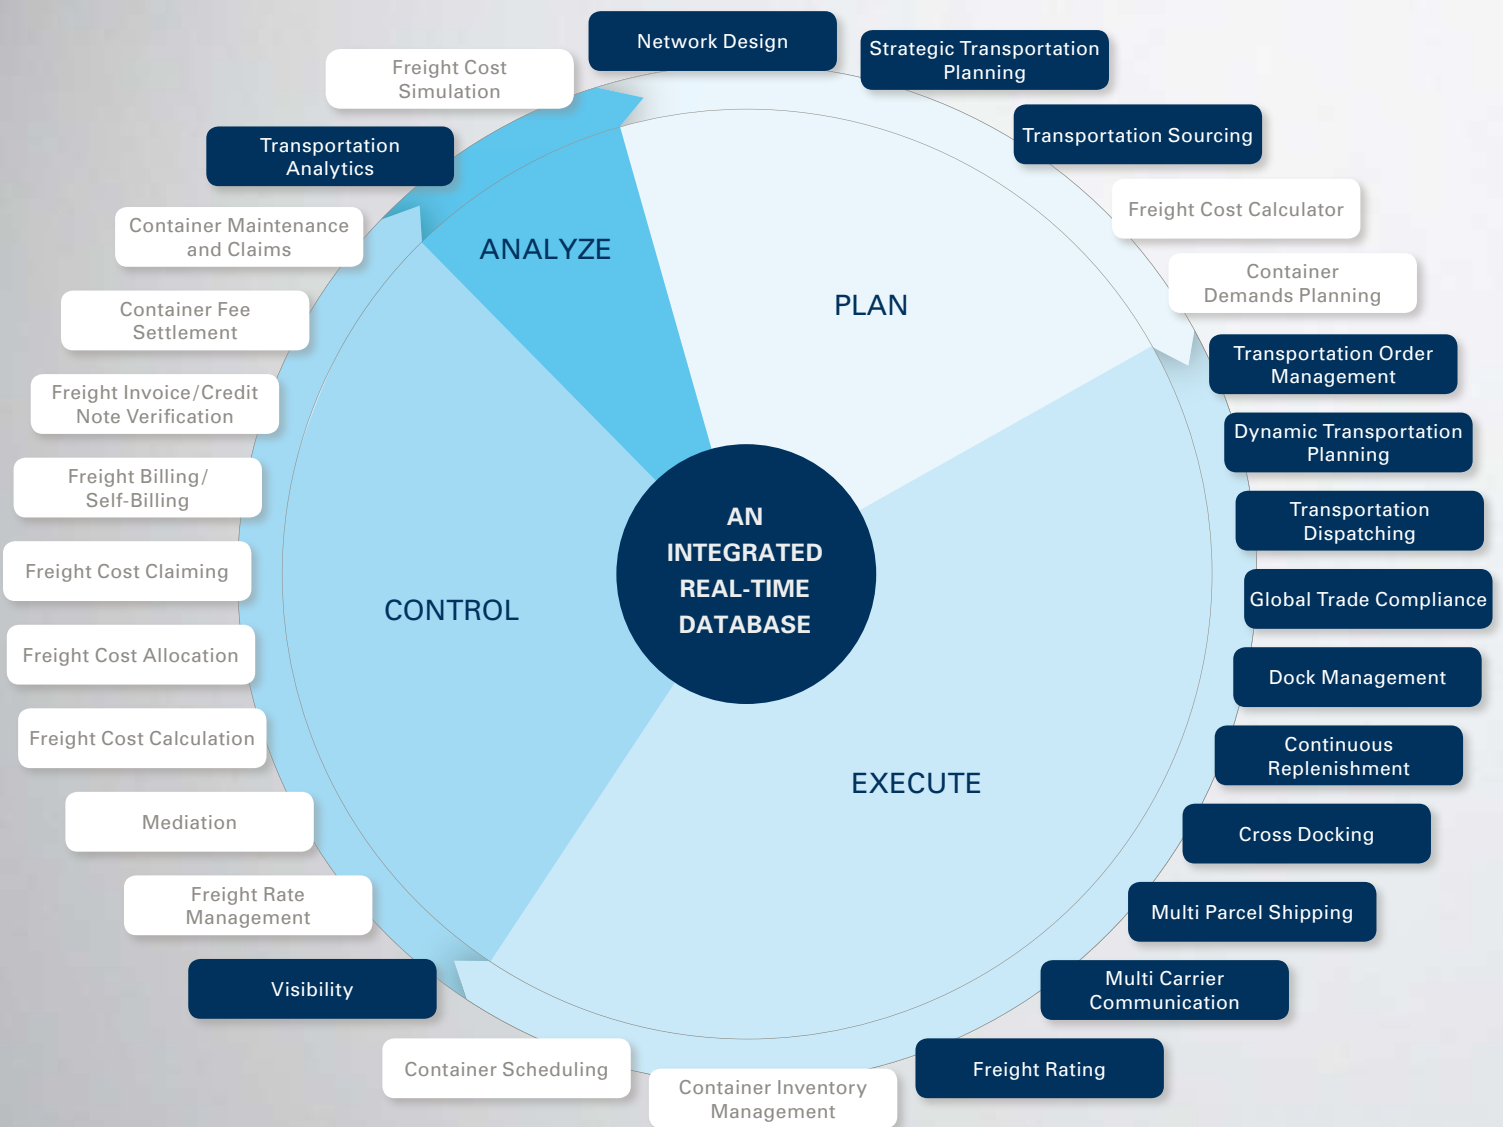 Network Design
Strategic Transportation
Planning
Transportation Sourcing
Freight Cost Calculator
Container
Demands Planning
Transportation Order
Management
Dynamic Transportation
Planning
Transportation
Dispatching
Global Trade Compliance
Dock Management
Continuous
Replenishment
Cross Docking
Multi Parcel Shipping
Multi Carrier
Communication
Freight Rating
Container Inventory
Management
Container Scheduling
Visibility
Freight Rate
Management
Mediation
Freight Cost Calculation
Freight Cost Allocation
Freight Cost Claiming
Freight Billing/
Self-Billing
Freight Invoice/Credit
Note Verification
Container Fee
Settlement
Container Maintenance
and Claims
Transportation
Analytics
Freight Cost
Simulation
ANALYZE
PLAN
EXECUTE
CONTROL
AN
INTEGRATED
REAL-TIME
DATABASE